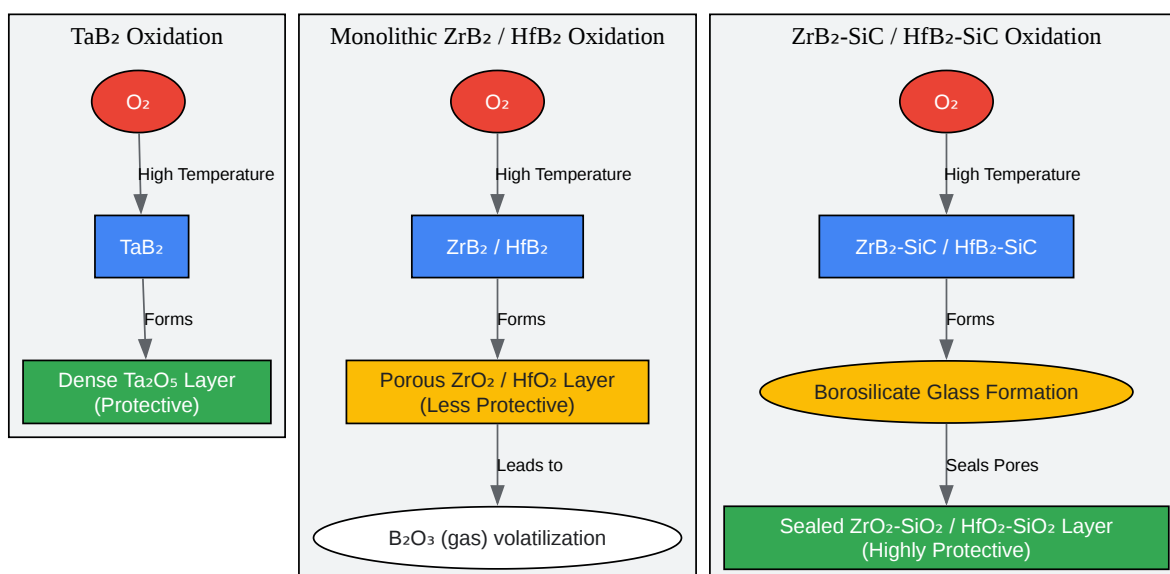 TaB₂ Oxidation
O₂
High Temperature
TaB₂
Forms
Dense Ta₂O₅ Layer
(Protective)
Monolithic ZrB₂ / HfB₂ Oxidation
O₂
High Temperature
ZrB₂ / HfB₂
Forms
Porous ZrO₂ / HfO₂ Layer
(Less Protective)
Leads to
B₂O₃ (gas) volatilization
ZrB₂-SiC / HfB₂-SiC Oxidation
O₂
High Temperature
ZrB₂-SiC / HfB₂-SiC
Forms
Borosilicate Glass Formation
Seals Pores
Sealed ZrO₂-SiO₂ / HfO₂-SiO₂ Layer
(Highly Protective)